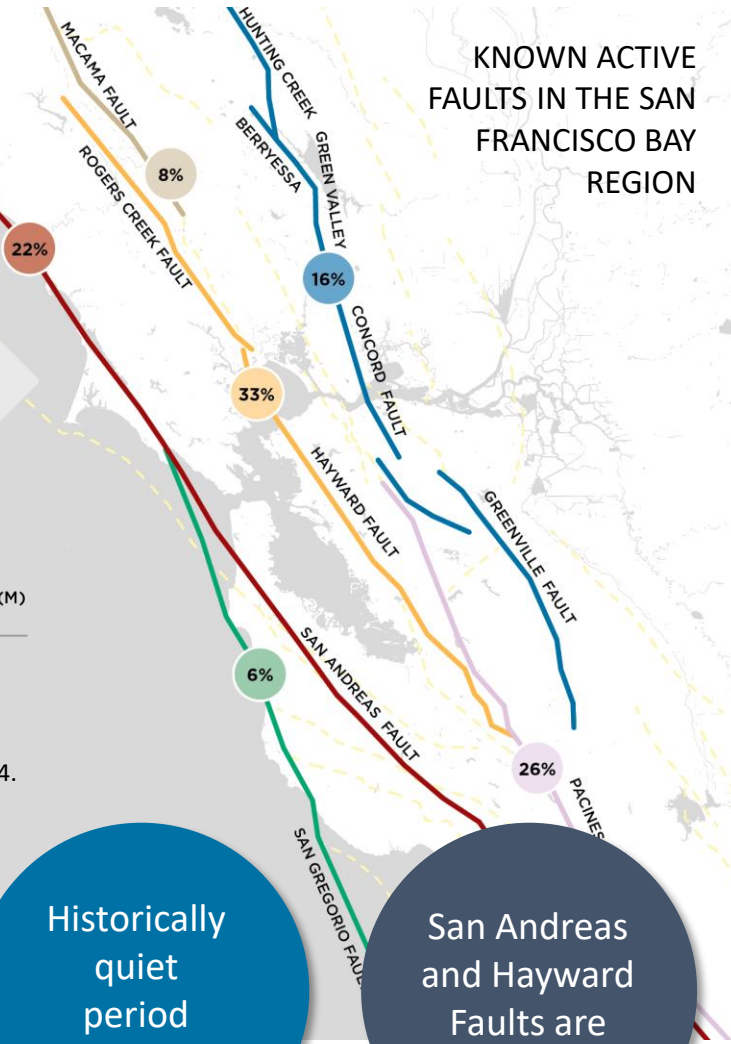 KNOWN ACTIVE
FAULTS IN THE SAN
FRANCISCO BAY
REGION
HUNTING CREEK
MACAMA FAULT
BERRYESSA
GREEN VALLEY
8%
ROGERS CREEK FAULT
22%
16%
CONCORD FAULT
33%
HAYWARD FAULT
GREENVILLE FAULT
(M)
SAN ANDREAS FAULT
6%
26%
4.
PACINES
SAN GREGORIO FAUL
Historically
quiet
period
San Andreas
and Hayward
Faults are